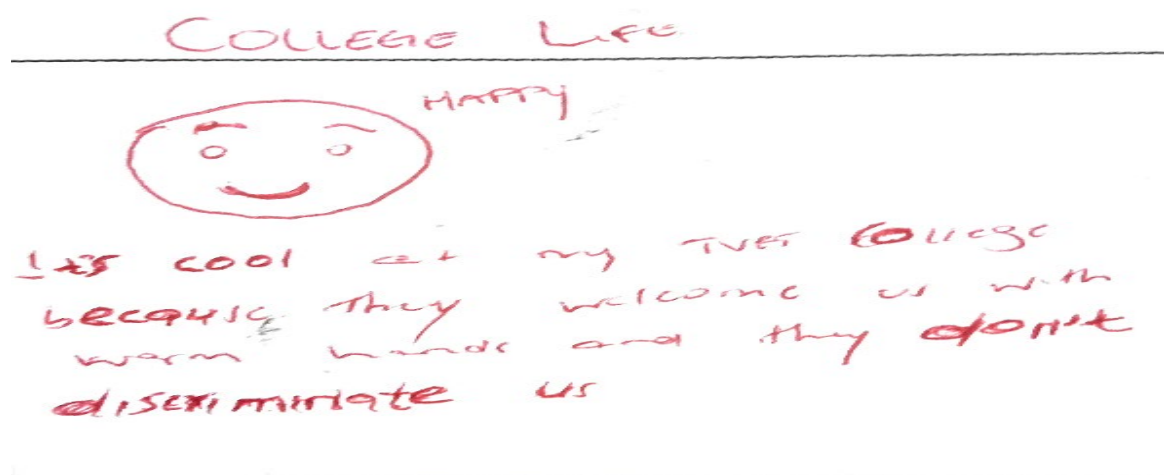 COLLEGE LIFE
HAPPY
It's cool at my TVET College
because they welcome us with
warm hands and they don't
discriminate us